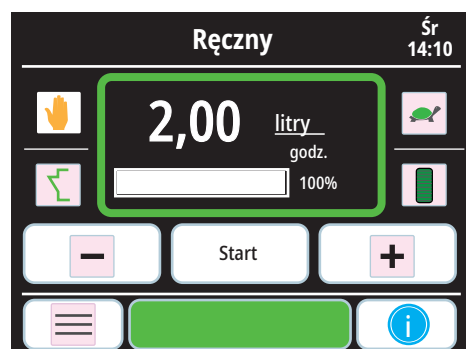 Ręczny
Śr
14:10
2,00 litry
godz.
100%
− Start +
i